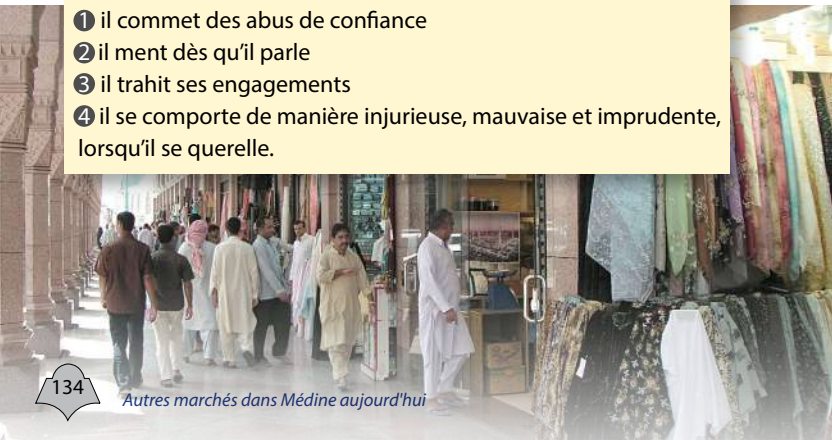 ❶ il commet des abus de confiance
❷ il ment dès qu'il parle
❸ il trahit ses engagements
❹ il se comporte de manière injurieuse, mauvaise et imprudente,
lorsqu'il se querelle.
134
Autres marchés dans Médine aujourd'hui